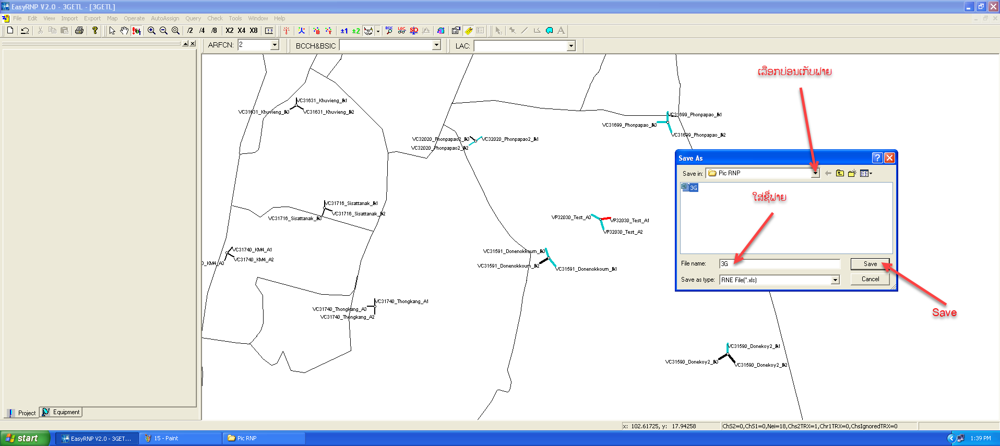 EasyRNP V2.0 - 3GETL - [3GETL]
File Edit View Import Export Map Operate AutoAssign Query Check Tools Window Help
/2 /4 /8 X2 X4 X8 ±1 ±2 BSIC LAC
ARFCN: 2 BCCH&BSIC LAC:
ເລືອກບ່ອນເກັບຟາຍ
VC31631_Khuvieng_A1
VC31631_Khuvieng_A3 VC31631_Khuvieng_A2
VC31699_Phonpapao_A1
VC31699_Phonpapao_A3
VC31699_Phonpapao_A2
VC32020_Phonpapao2_A3 VC32020_Phonpapao2_A1
VC32020_Phonpapao2_A2
Save As
Save in: Pic RNP
3G
ໃສ່ຊື່ຟາຍ
VC31716_Sisattanak_A1
VC31716_Sisattanak_A2
VC31716_Sisattanak_A3
VP32030_Test_A3
VP32030_Test_A1
VP32030_Test_A2
VC31740_KM4_A1
VC31740_KM4_A2
0_KM4_A3
VC31591_Donenokkoum_A3
VC31591_Donenokkoum_A2
VC31591_Donenokkoum_A1
File name: 3G Save
Save as type: RNE File(*.xls) Cancel
VC31740_Thongkang_A1
VC31740_Thongkang_A3
VC31740_Thongkang_A2
Save
VC31590_Donekoy2_A1
VC31590_Donekoy2_A3
VC31590_Donekoy2_A2
Project Equipment
x: 102.61725, y: 17.94258 ChS2=0,ChS1=0,Nei=18,Chs2TRX=1,Chr1TRX=0,ChsIgnoredTRX=0
start EasyRNP V2.0 - 3GET... 15 - Paint Pic RNP 1:39 PM